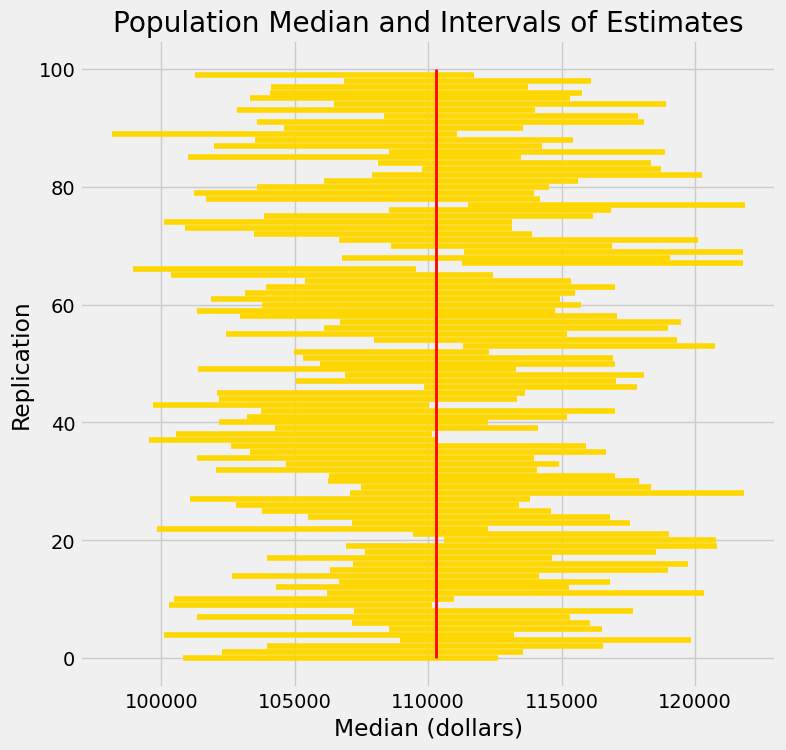 Population Median and Intervals of Estimates
100
80
60
40
20
0
Replication
100000 105000 110000 115000 120000
Median (dollars)